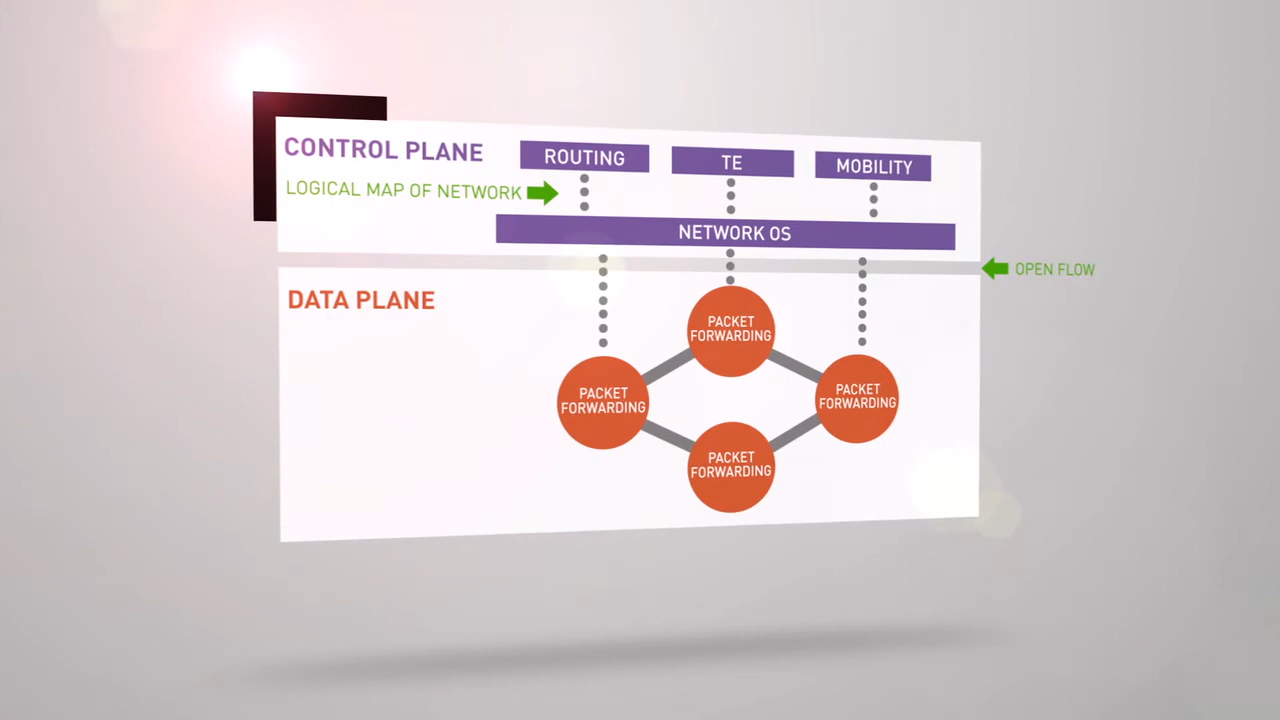 CONTROL PLANE
ROUTING
TE
MOBILITY
LOGICAL MAP OF NETWORK
NETWORK OS
OPEN FLOW
DATA PLANE
PACKET
FORWARDING
PACKET
FORWARDING
PACKET
FORWARDING
PACKET
FORWARDING